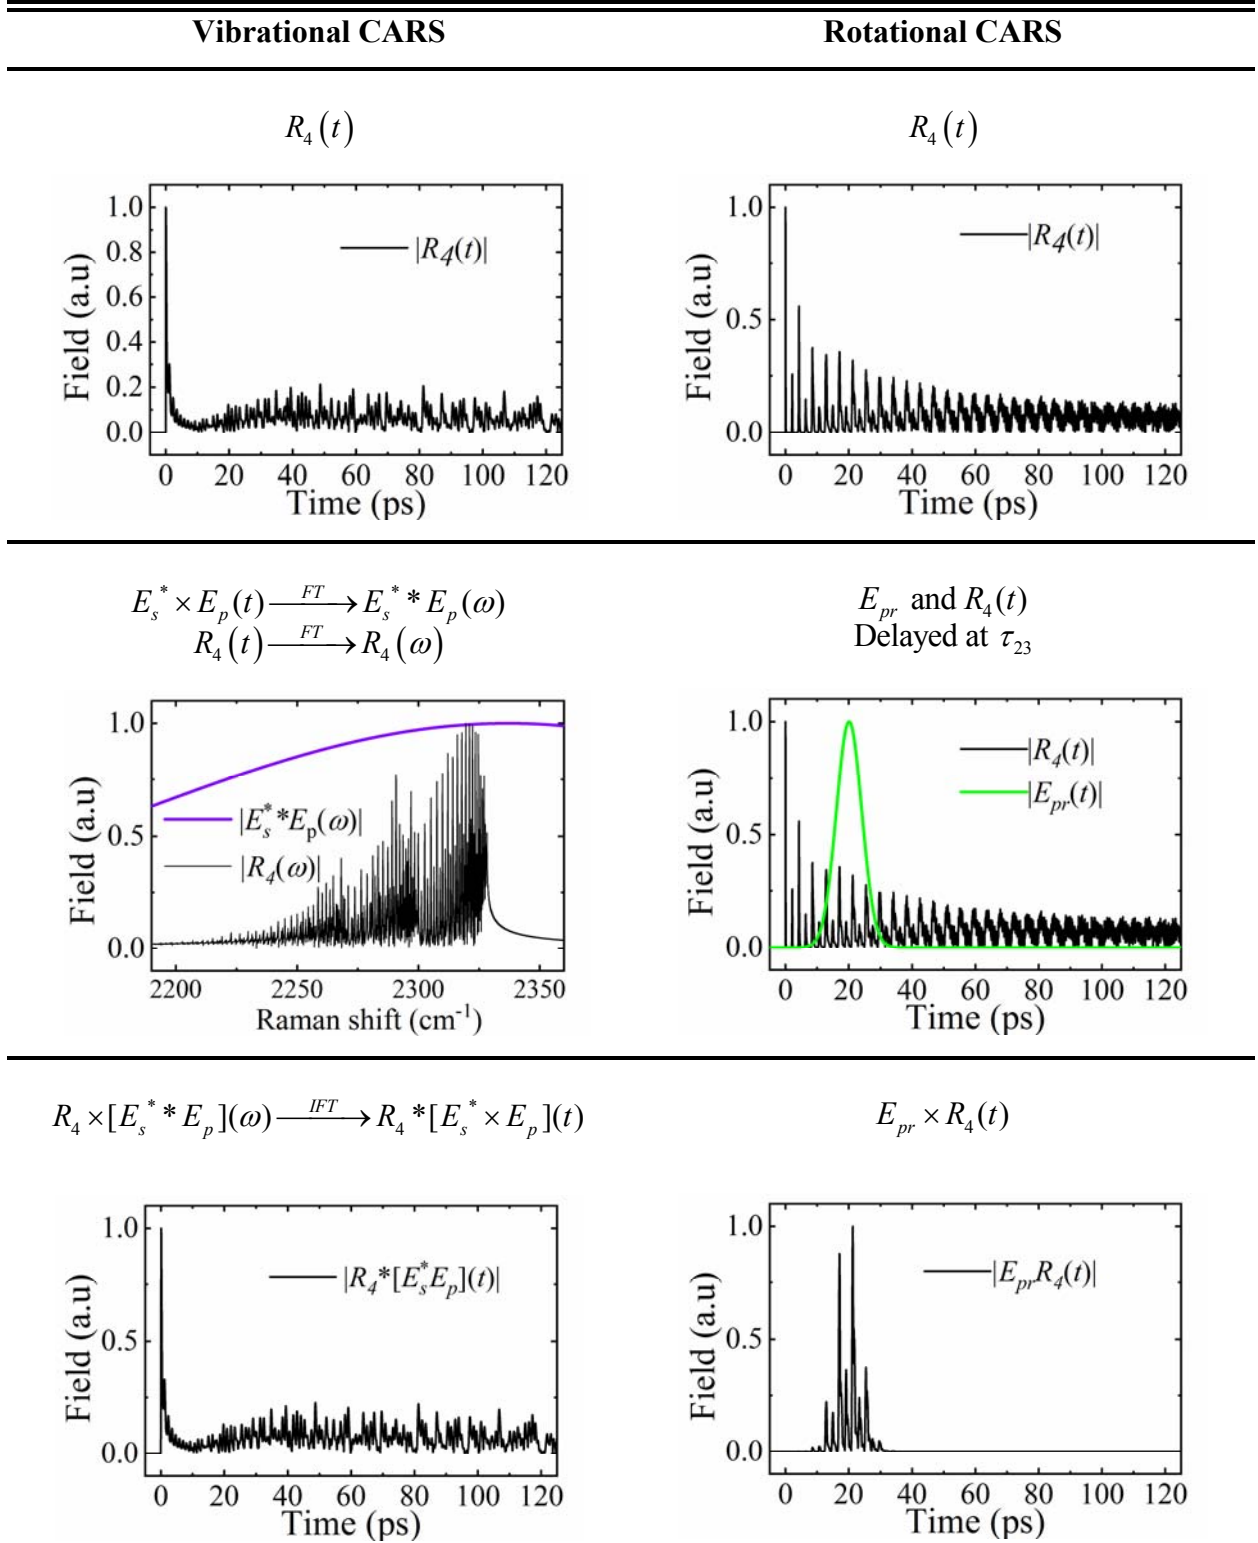 Vibrational CARS
Rotational CARS
R₄(t)
R₄(t)
1.0
0.8
0.6
0.4
0.2
0.0
Field (a.u)
|R₄(t)|
0 20 40 60 80 100 120
Time (ps)
1.0
0.5
0.0
Field (a.u)
|R₄(t)|
0 20 40 60 80 100 120
Time (ps)
Eₛ* × Eₚ(t) —FT→ Eₛ* * Eₚ(ω)
R₄(t) —FT→ R₄(ω)
E_pr and R₄(t)
Delayed at τ₂₃
1.0
0.5
0.0
Field (a.u)
|Eₛ* * Eₚ(ω)|
|R₄(ω)|
2200 2250 2300 2350
Raman shift (cm⁻¹)
1.0
0.5
0.0
Field (a.u)
|R₄(t)|
|E_pr(t)|
0 20 40 60 80 100 120
Time (ps)
R₄ × [Eₛ* * Eₚ](ω) —IFT→ R₄ * [Eₛ* × Eₚ](t)
E_pr × R₄(t)
1.0
0.5
0.0
Field (a.u)
|R₄*[Eₛ*Eₚ](t)|
0 20 40 60 80 100 120
Time (ps)
1.0
0.5
0.0
Field (a.u)
|E_prR₄(t)|
0 20 40 60 80 100 120
Time (ps)